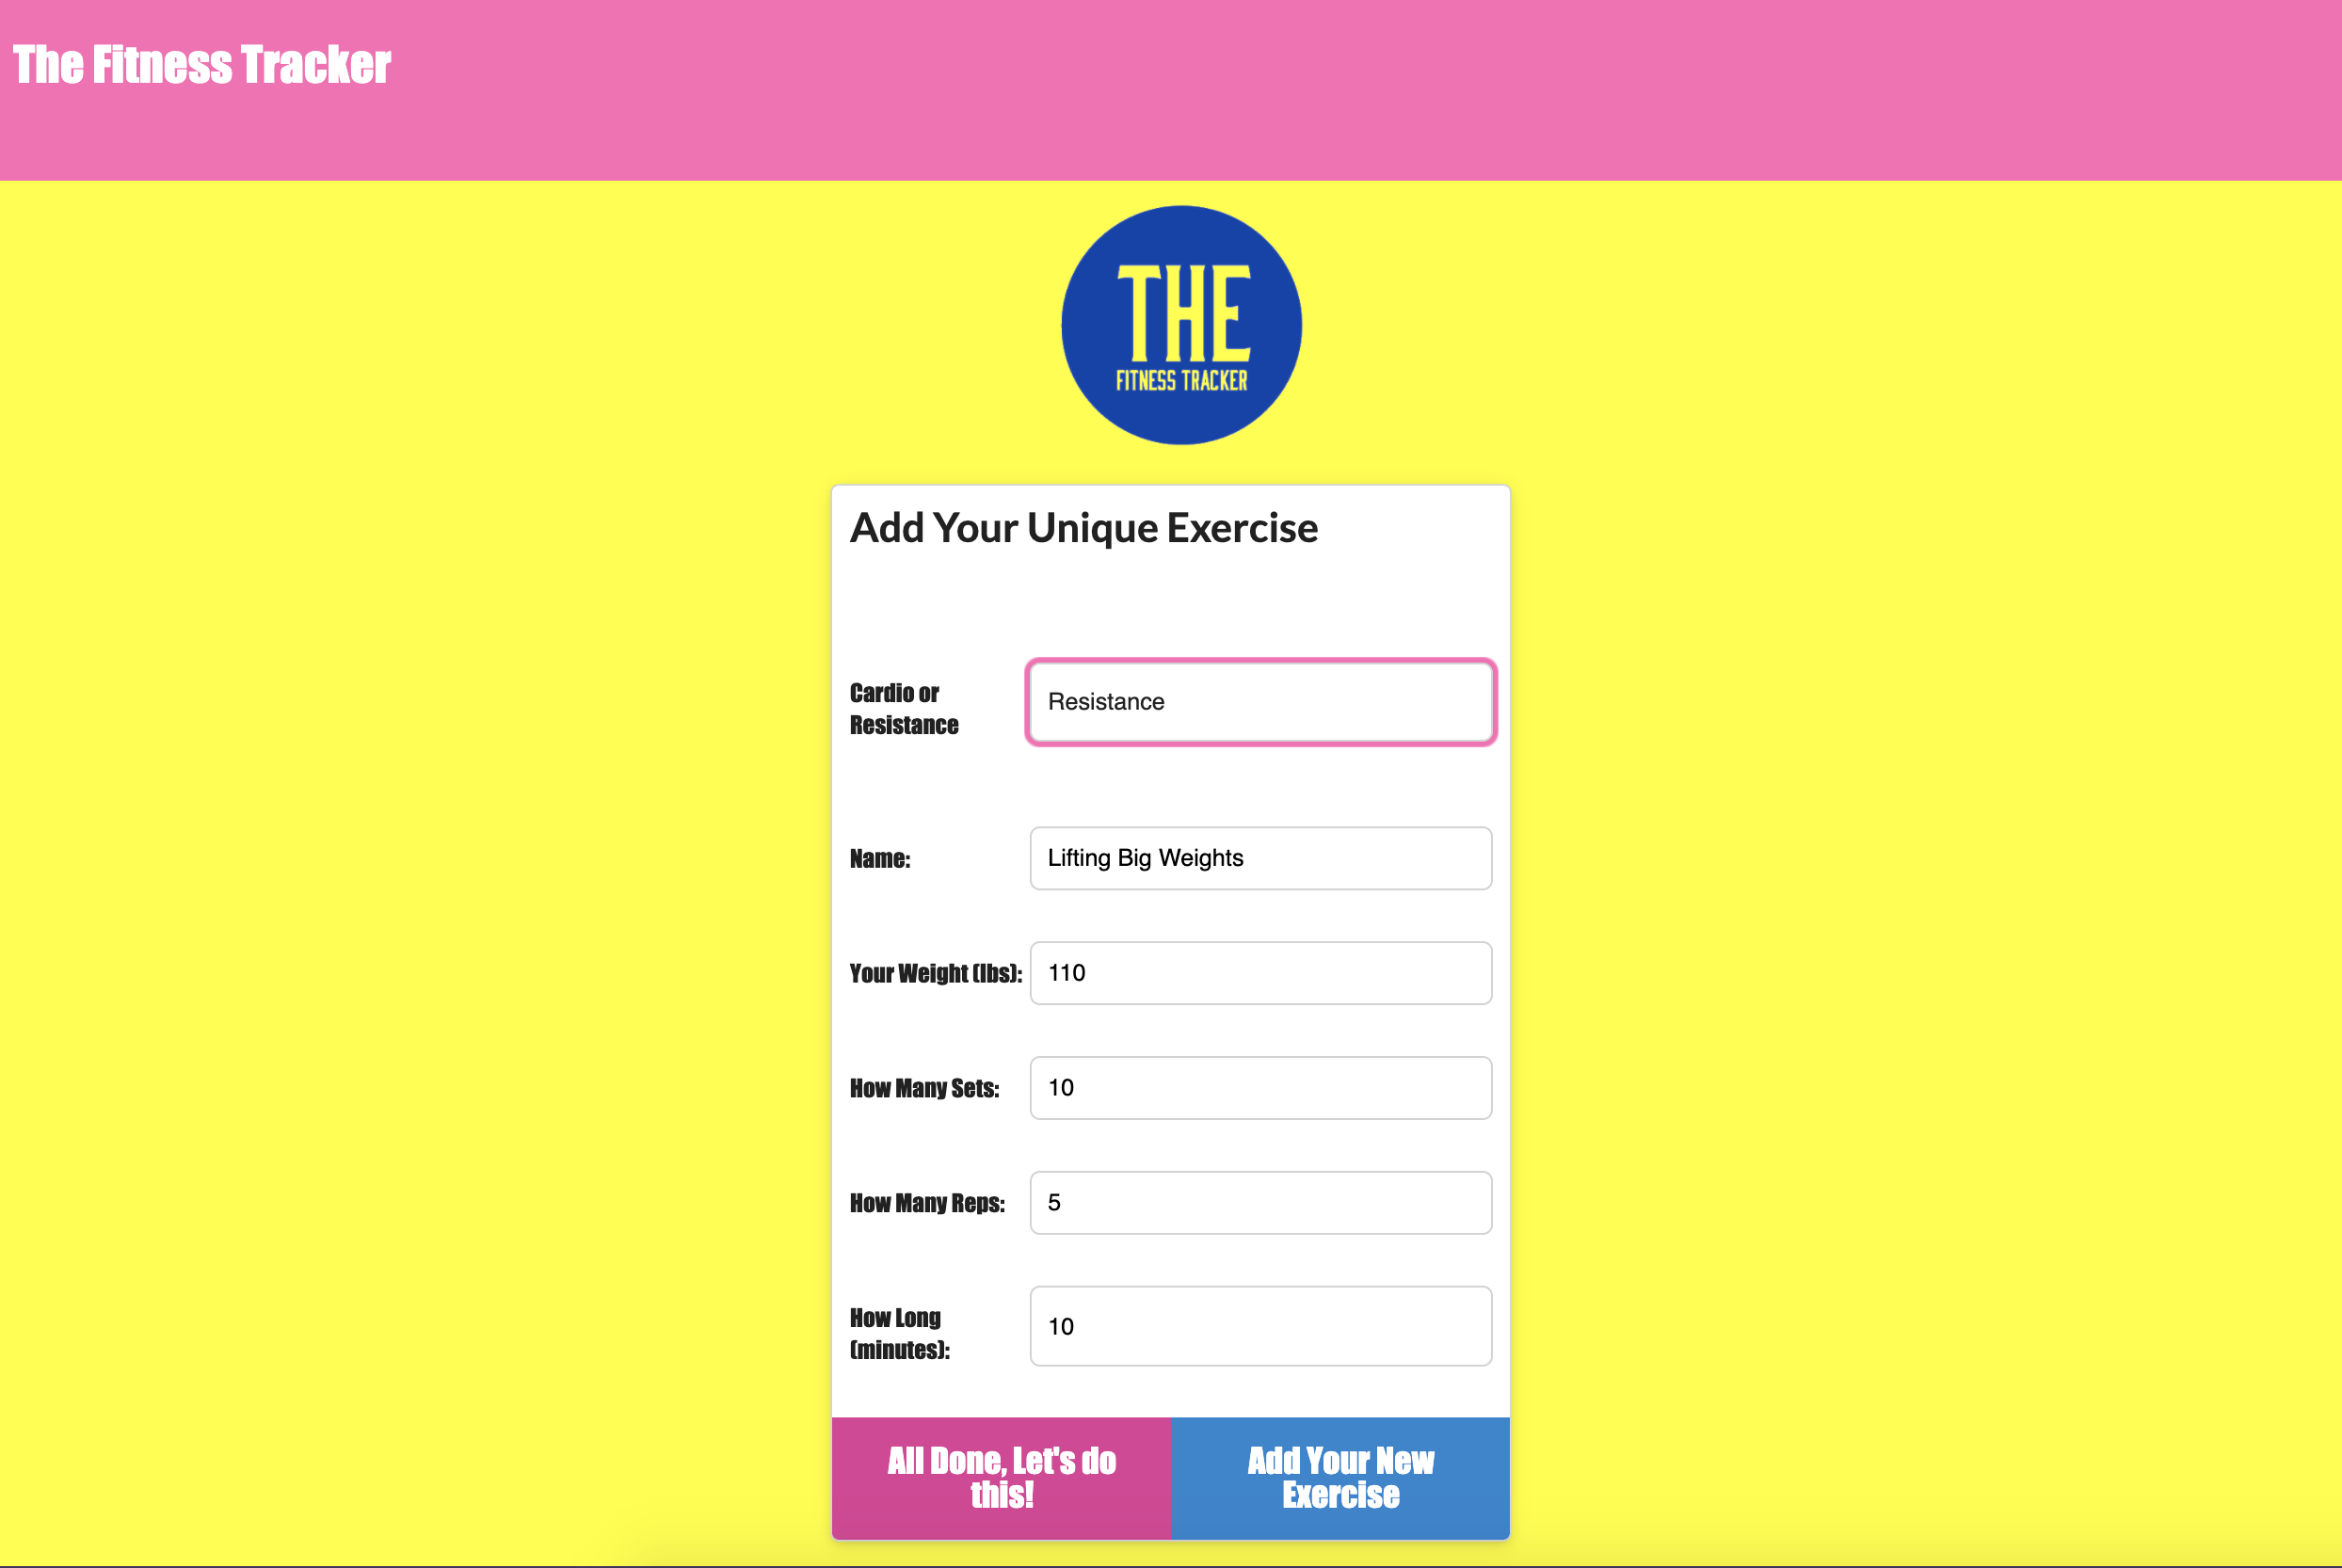 The Fitness Tracker
THE
FITNESS TRACKER
Add Your Unique Exercise
Cardio or
Resistance
Resistance
Name:
Lifting Big Weights
Your Weight (lbs):
110
How Many Sets:
10
How Many Reps:
5
How Long
(minutes):
10
All Done, Let's do
this!
Add Your New
Exercise